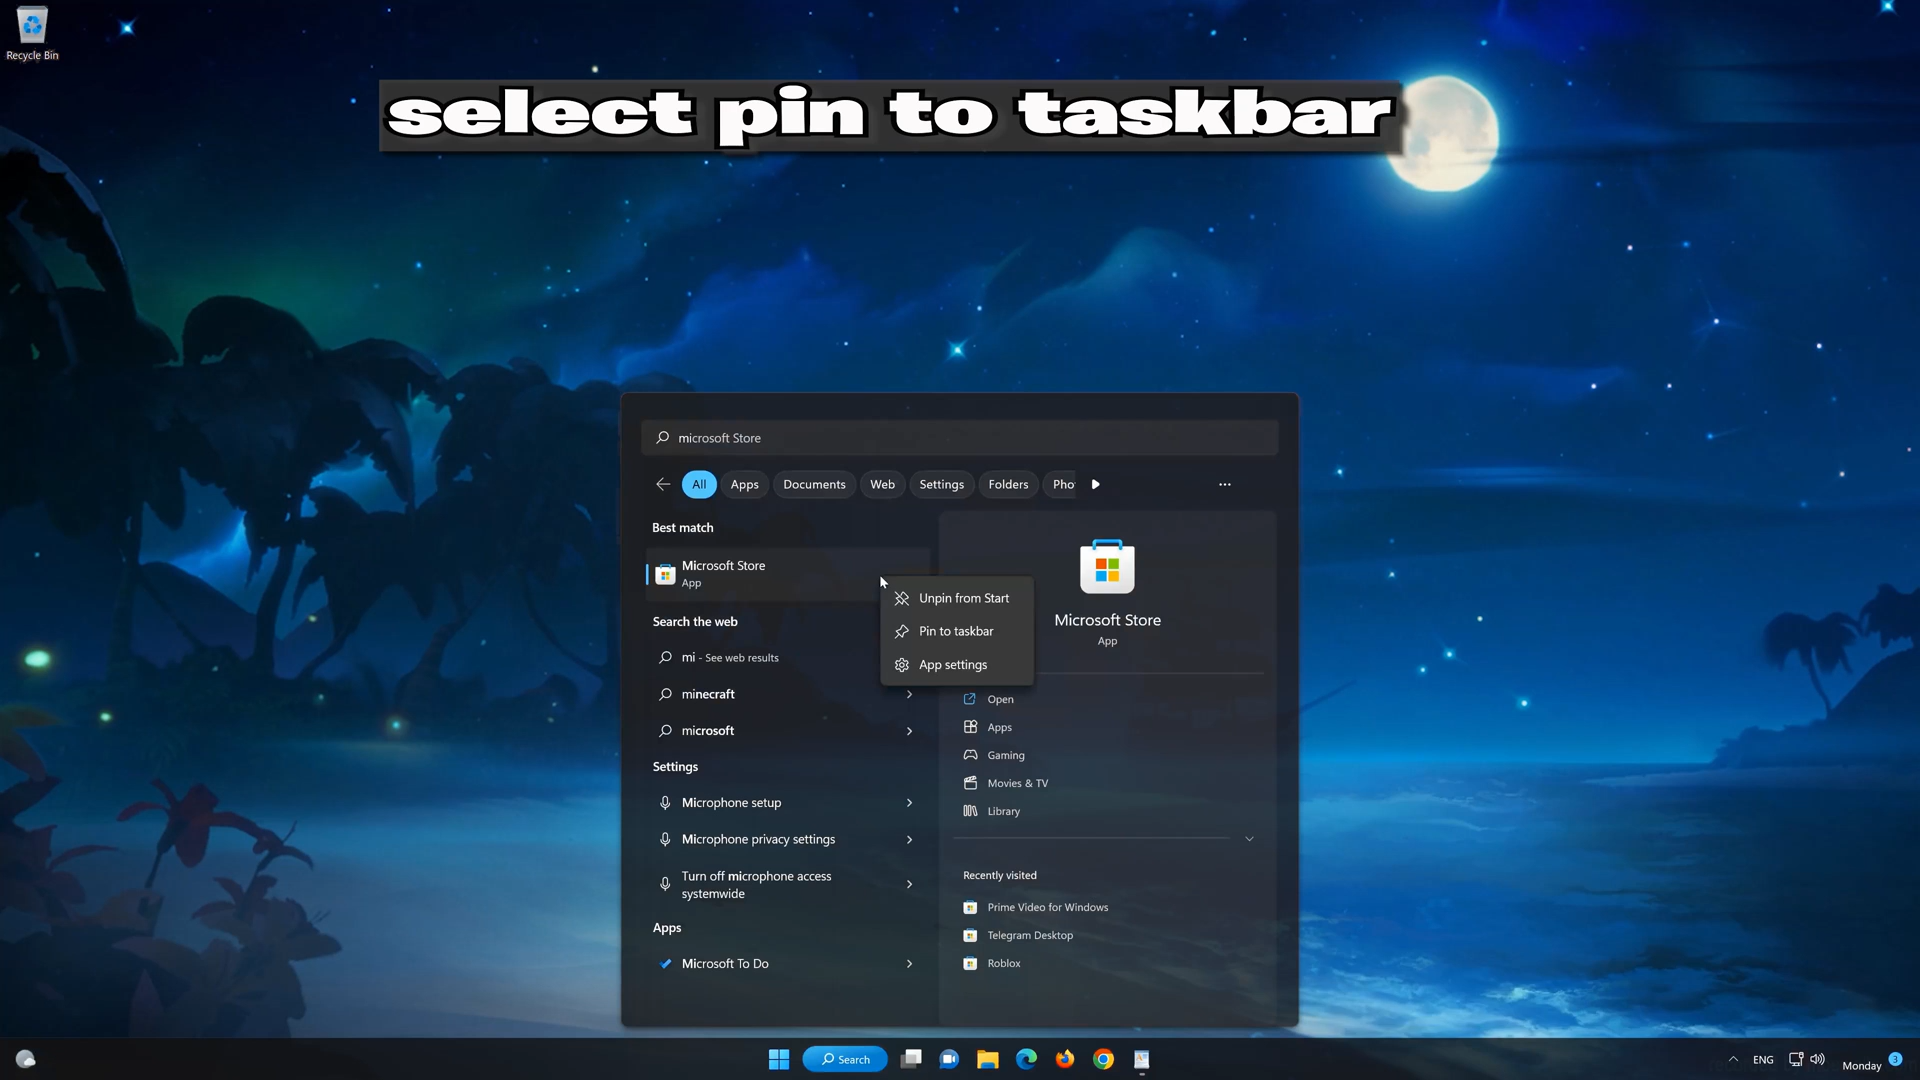 Recycle Bin
select pin to taskbar
microsoft Store
All
Apps
Documents
Web
Settings
Folders
Pho
Best match
Microsoft Store
App
Search the web
mi - See web results
minecraft
microsoft
Settings
Microphone setup
Microphone privacy settings
Turn off microphone access
systemwide
Apps
Microsoft To Do
Unpin from Start
Pin to taskbar
App settings
Microsoft Store
App
Open
Apps
Gaming
Movies & TV
Library
Recently visited
Prime Video for Windows
Telegram Desktop
Roblox
Search
ENG
Monday
3